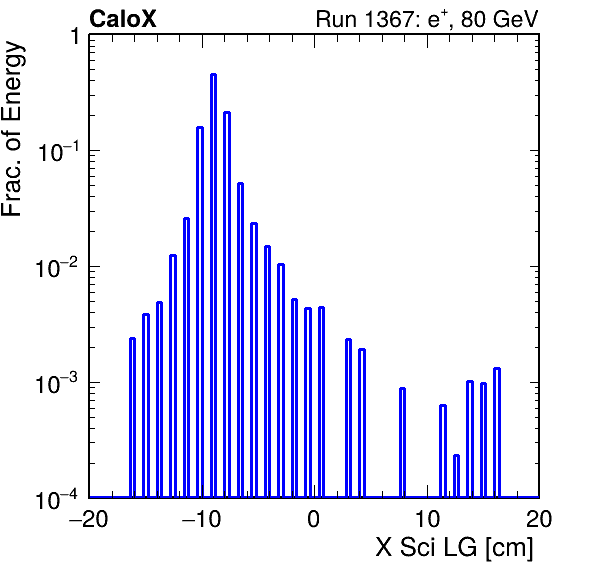 CaloX Run 1367: e⁺, 80 GeV
Frac. of Energy
1
10⁻¹
10⁻²
10⁻³
10⁻⁴
−20 −10 0 10 20
X Sci LG [cm]